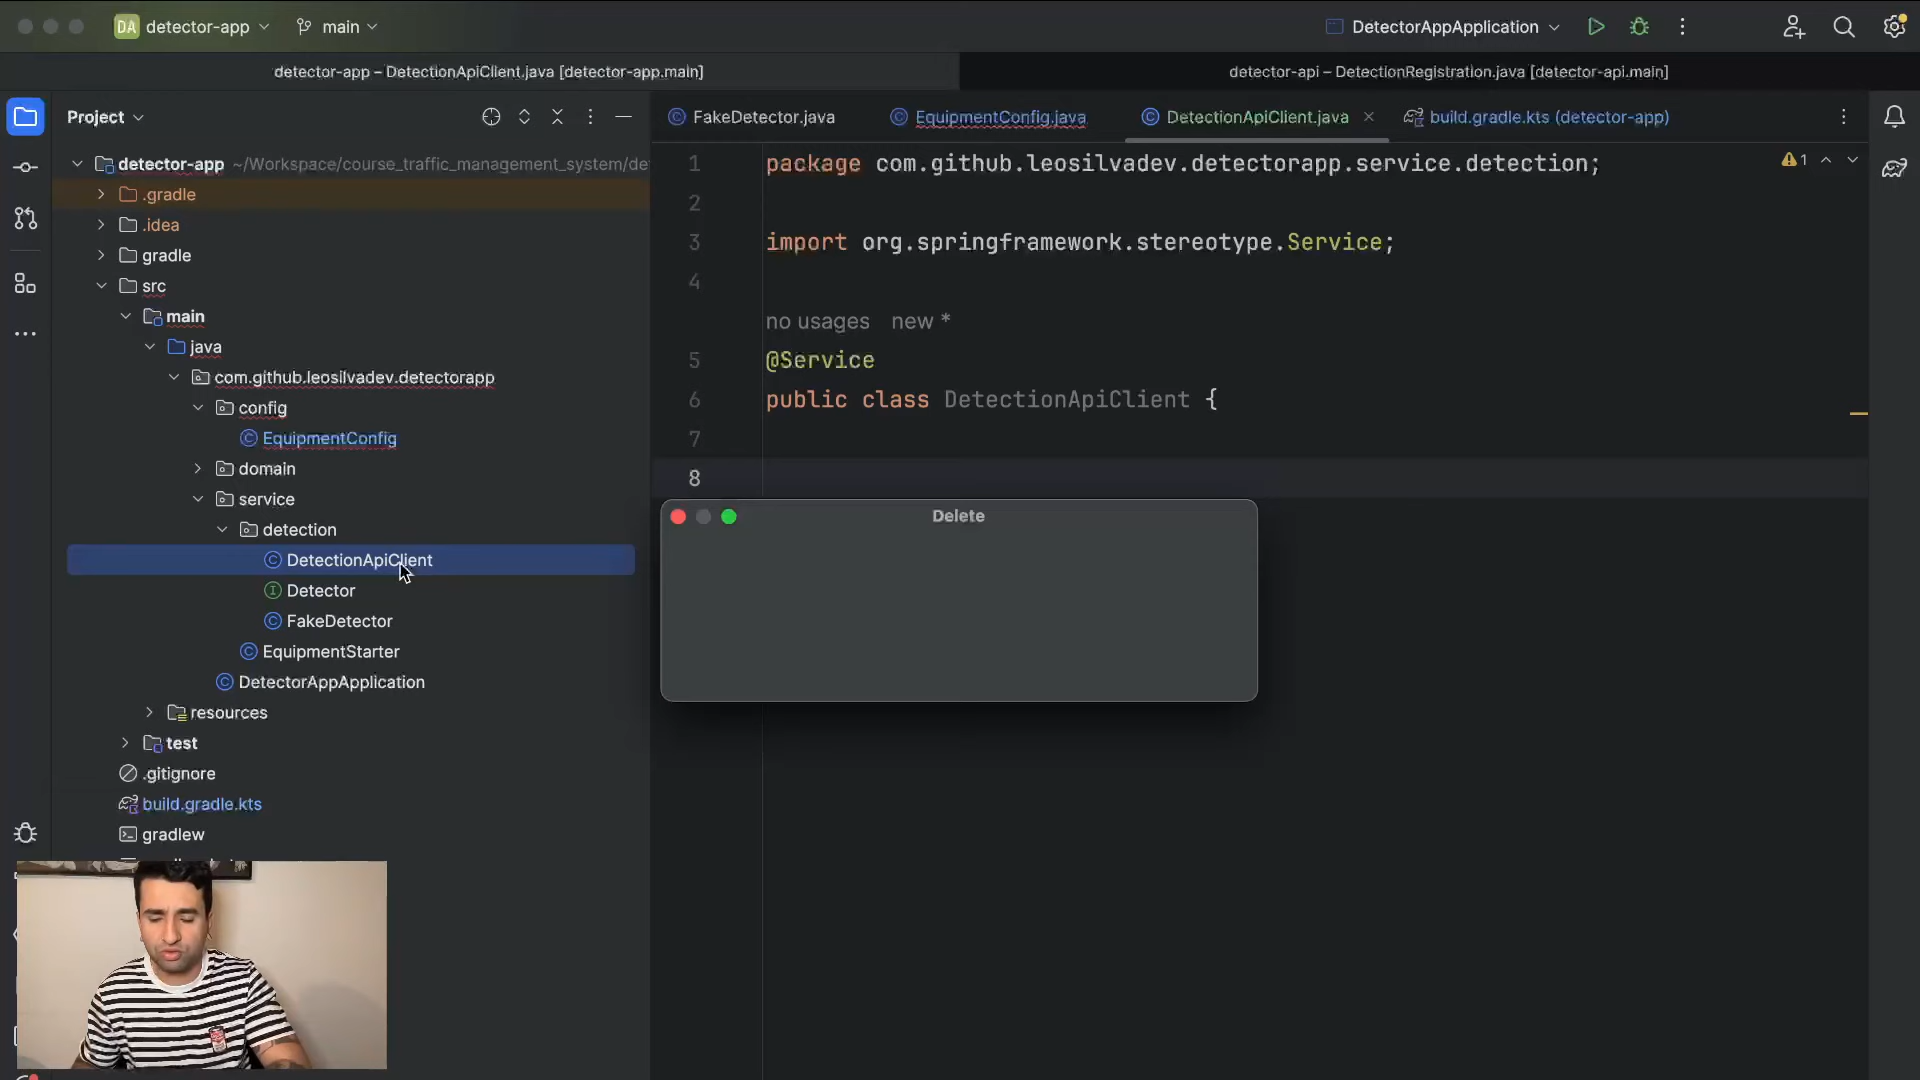 DA detector-app
main
DetectorAppApplication
detector-app – DetectionApiClient.java [detector-app.main]
detector-api – DetectionRegistration.java [detector-api.main]
Project
FakeDetector.java
EquipmentConfig.java
DetectionApiClient.java
build.gradle.kts (detector-app)
detector-app ~/Workspace/course_traffic_management_system/de
.gradle
.idea
gradle
src
main
java
com.github.leosilvadev.detectorapp
config
EquipmentConfig
domain
service
detection
DetectionApiClient
Detector
FakeDetector
EquipmentStarter
DetectorAppApplication
resources
test
.gitignore
build.gradle.kts
gradlew
1 package com.github.leosilvadev.detectorapp.service.detection;
1
2
3 import org.springframework.stereotype.Service;
4
no usages new *
5 @Service
6 public class DetectionApiClient {
7
8
Delete